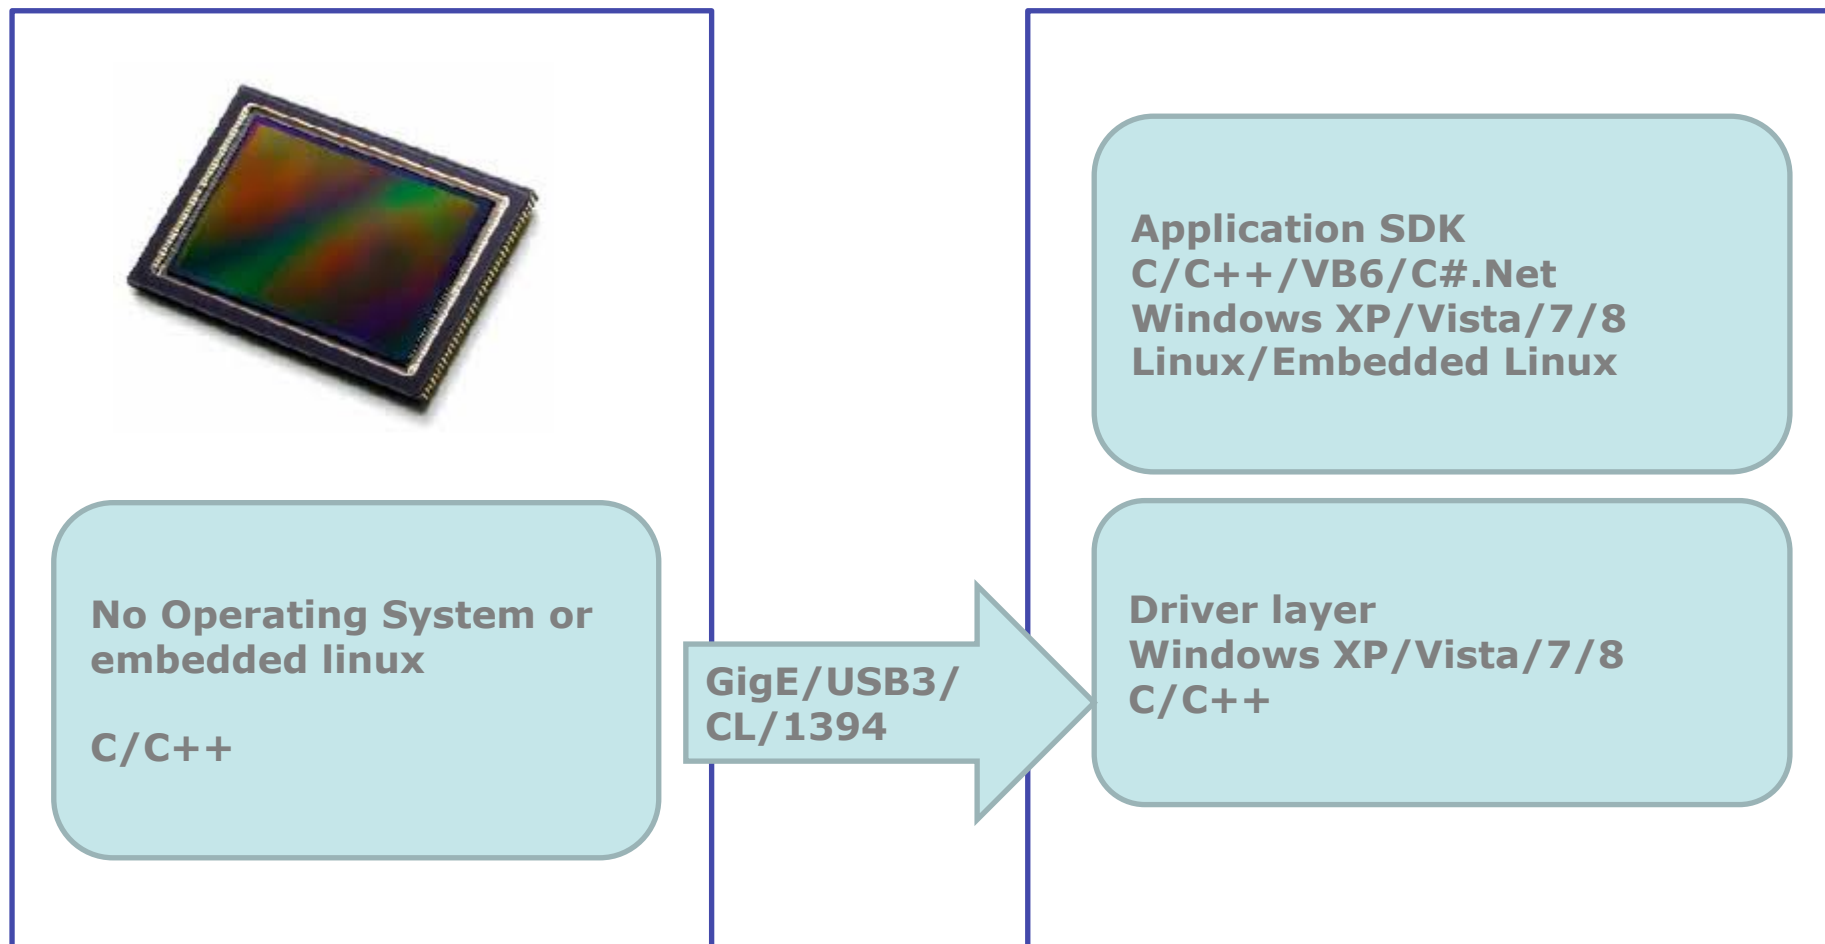 No Operating System or
embedded linux
C/C++
GigE/USB3/
CL/1394
Application SDK
C/C++/VB6/C#.Net
Windows XP/Vista/7/8
Linux/Embedded Linux
Driver layer
Windows XP/Vista/7/8
C/C++